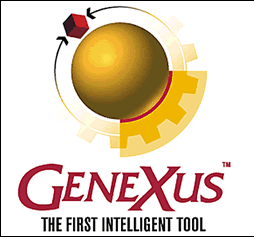 GENEXUS™
THE FIRST INTELLIGENT TOOL